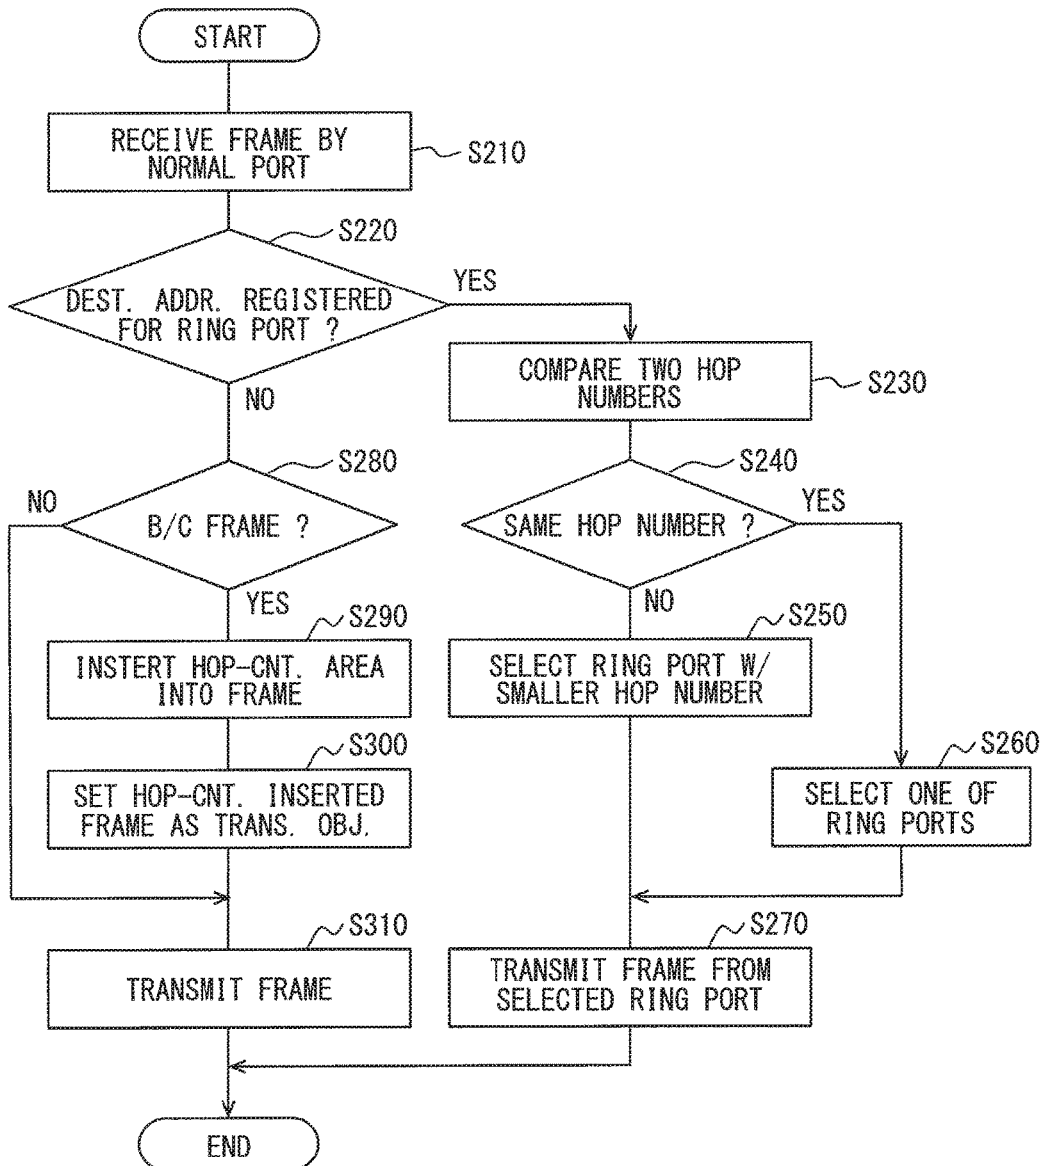 START
RECEIVE FRAME BY
NORMAL PORT
S210
S220
DEST. ADDR. REGISTERED
FOR RING PORT ?
YES
NO
COMPARE TWO HOP
NUMBERS
S230
S280
NO
B/C FRAME ?
YES
S240
SAME HOP NUMBER ?
YES
NO
S290
INSTERT HOP-CNT. AREA
INTO FRAME
S250
SELECT RING PORT W/
SMALLER HOP NUMBER
S300
SET HOP-CNT. INSERTED
FRAME AS TRANS. OBJ.
S260
SELECT ONE OF
RING PORTS
S310
TRANSMIT FRAME
S270
TRANSMIT FRAME FROM
SELECTED RING PORT
END